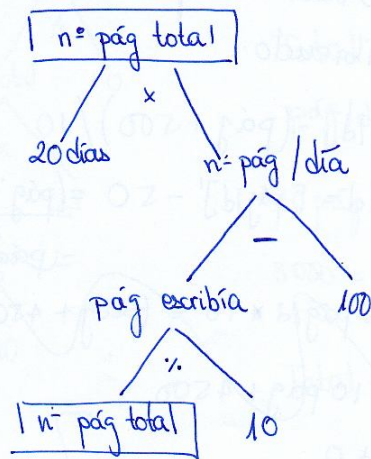 nº pág total
x
20 días
nº pág / día
-
pág escribía
100
%
nº pág total
10